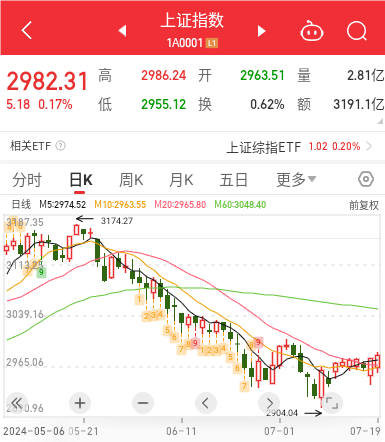 上证指数
1A0001 L1
2982.31 高 2986.24 开 2963.51 量 2.81亿
5.18 0.17% 低 2955.12 换 0.62% 额 3191.1亿
相关ETF ? 上证综指ETF 1.02 0.20%
分时 日K 周K 月K 五日 更多
日线 M5:2974.52 M10:2963.55 M20:2965.80 M60:3048.40 前复权
3187.35
3174.27
3113.25
3039.16
2965.06
2890.96
2904.04
2024-05-06 05-21 06-11 07-01 07-19